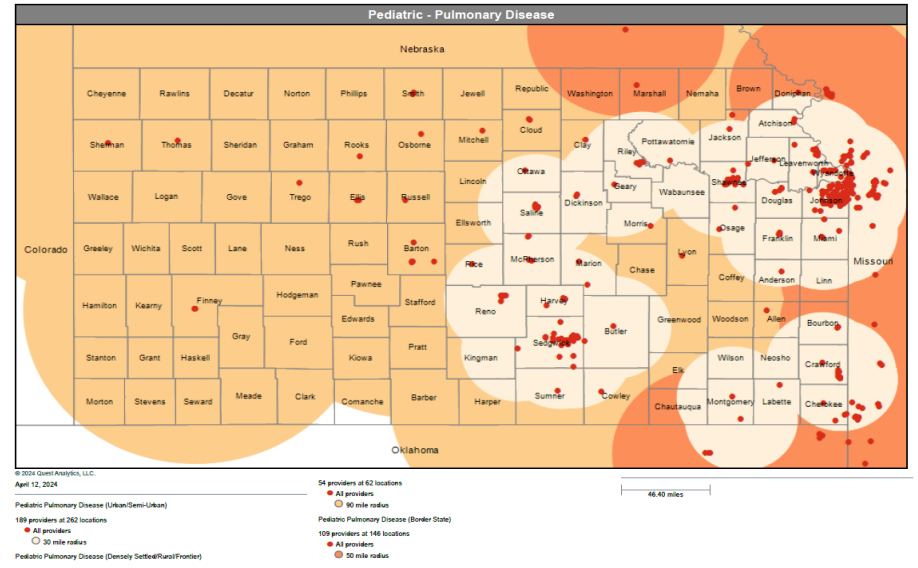 Pediatric - Pulmonary Disease
Nebraska
Cheyenne Rawlins Decatur Norton Phillips Smith Jewell Republic Washington Marshall Nemaha Brown Doniphan
Atchison
Sherman Thomas Sheridan Graham Rooks Osborne Mitchell Cloud Clay Riley Pottawatomie Jackson
Jefferson Leavenworth
Wyandotte
Wallace Logan Gove Trego Ellis Russell Lincoln Ottawa Geary Wabaunsee Shawnee Douglas Johnson
Saline Dickinson
Ellsworth Morris Osage
Colorado Greeley Wichita Scott Lane Ness Rush Barton Rice McPherson Marion Chase Lyon Franklin Miami Missouri
Pawnee Coffey Anderson Linn
Hamilton Kearny Finney Hodgeman Edwards Stafford Reno Harvey Butler Greenwood Woodson Allen Bourbon
Gray Ford Sedgwick
Stanton Grant Haskell Kiowa Pratt Kingman Elk Wilson Neosho Crawford
Morton Stevens Seward Meade Clark Comanche Barber Harper Sumner Cowley Chautauqua Montgomery Labette Cherokee
Oklahoma
© 2024 Quest Analytics, LLC.
April 12, 2024
Pediatric Pulmonary Disease (Urban/Semi-Urban)
189 providers at 262 locations
All providers
30 mile radius
Pediatric Pulmonary Disease (Densely Settled/Rural/Frontier)
54 providers at 62 locations
All providers
90 mile radius
Pediatric Pulmonary Disease (Border State)
109 providers at 146 locations
All providers
50 mile radius
46.40 miles